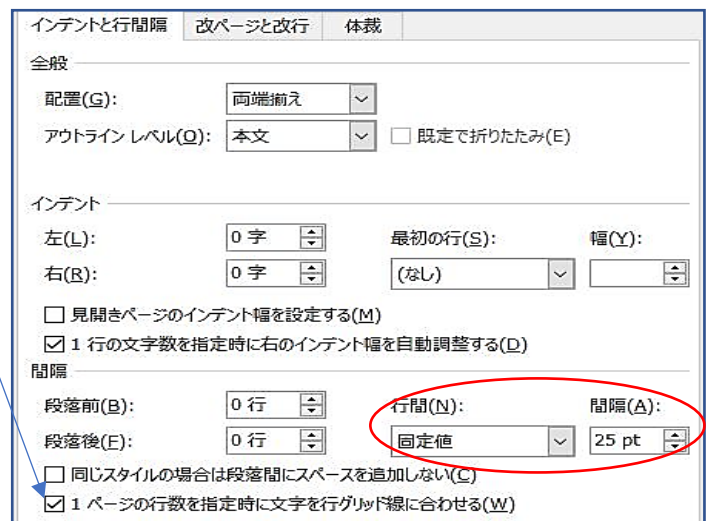 インデントと行間隔 改ページと改行 体裁
全般
配置(G): 両端揃え
アウトライン レベル(O): 本文 既定で折りたたみ(E)
インデント
左(L): 0 字 最初の行(S): 幅(Y):
右(R): 0 字 (なし)
見開きページのインデント幅を設定する(M)
1 行の文字数を指定時に右のインデント幅を自動調整する(D)
間隔
段落前(B): 0 行 行間(N): 間隔(A):
段落後(F): 0 行 固定値 25 pt
同じスタイルの場合は段落間にスペースを追加しない(C)
1 ページの行数を指定時に文字を行グリッド線に合わせる(W)